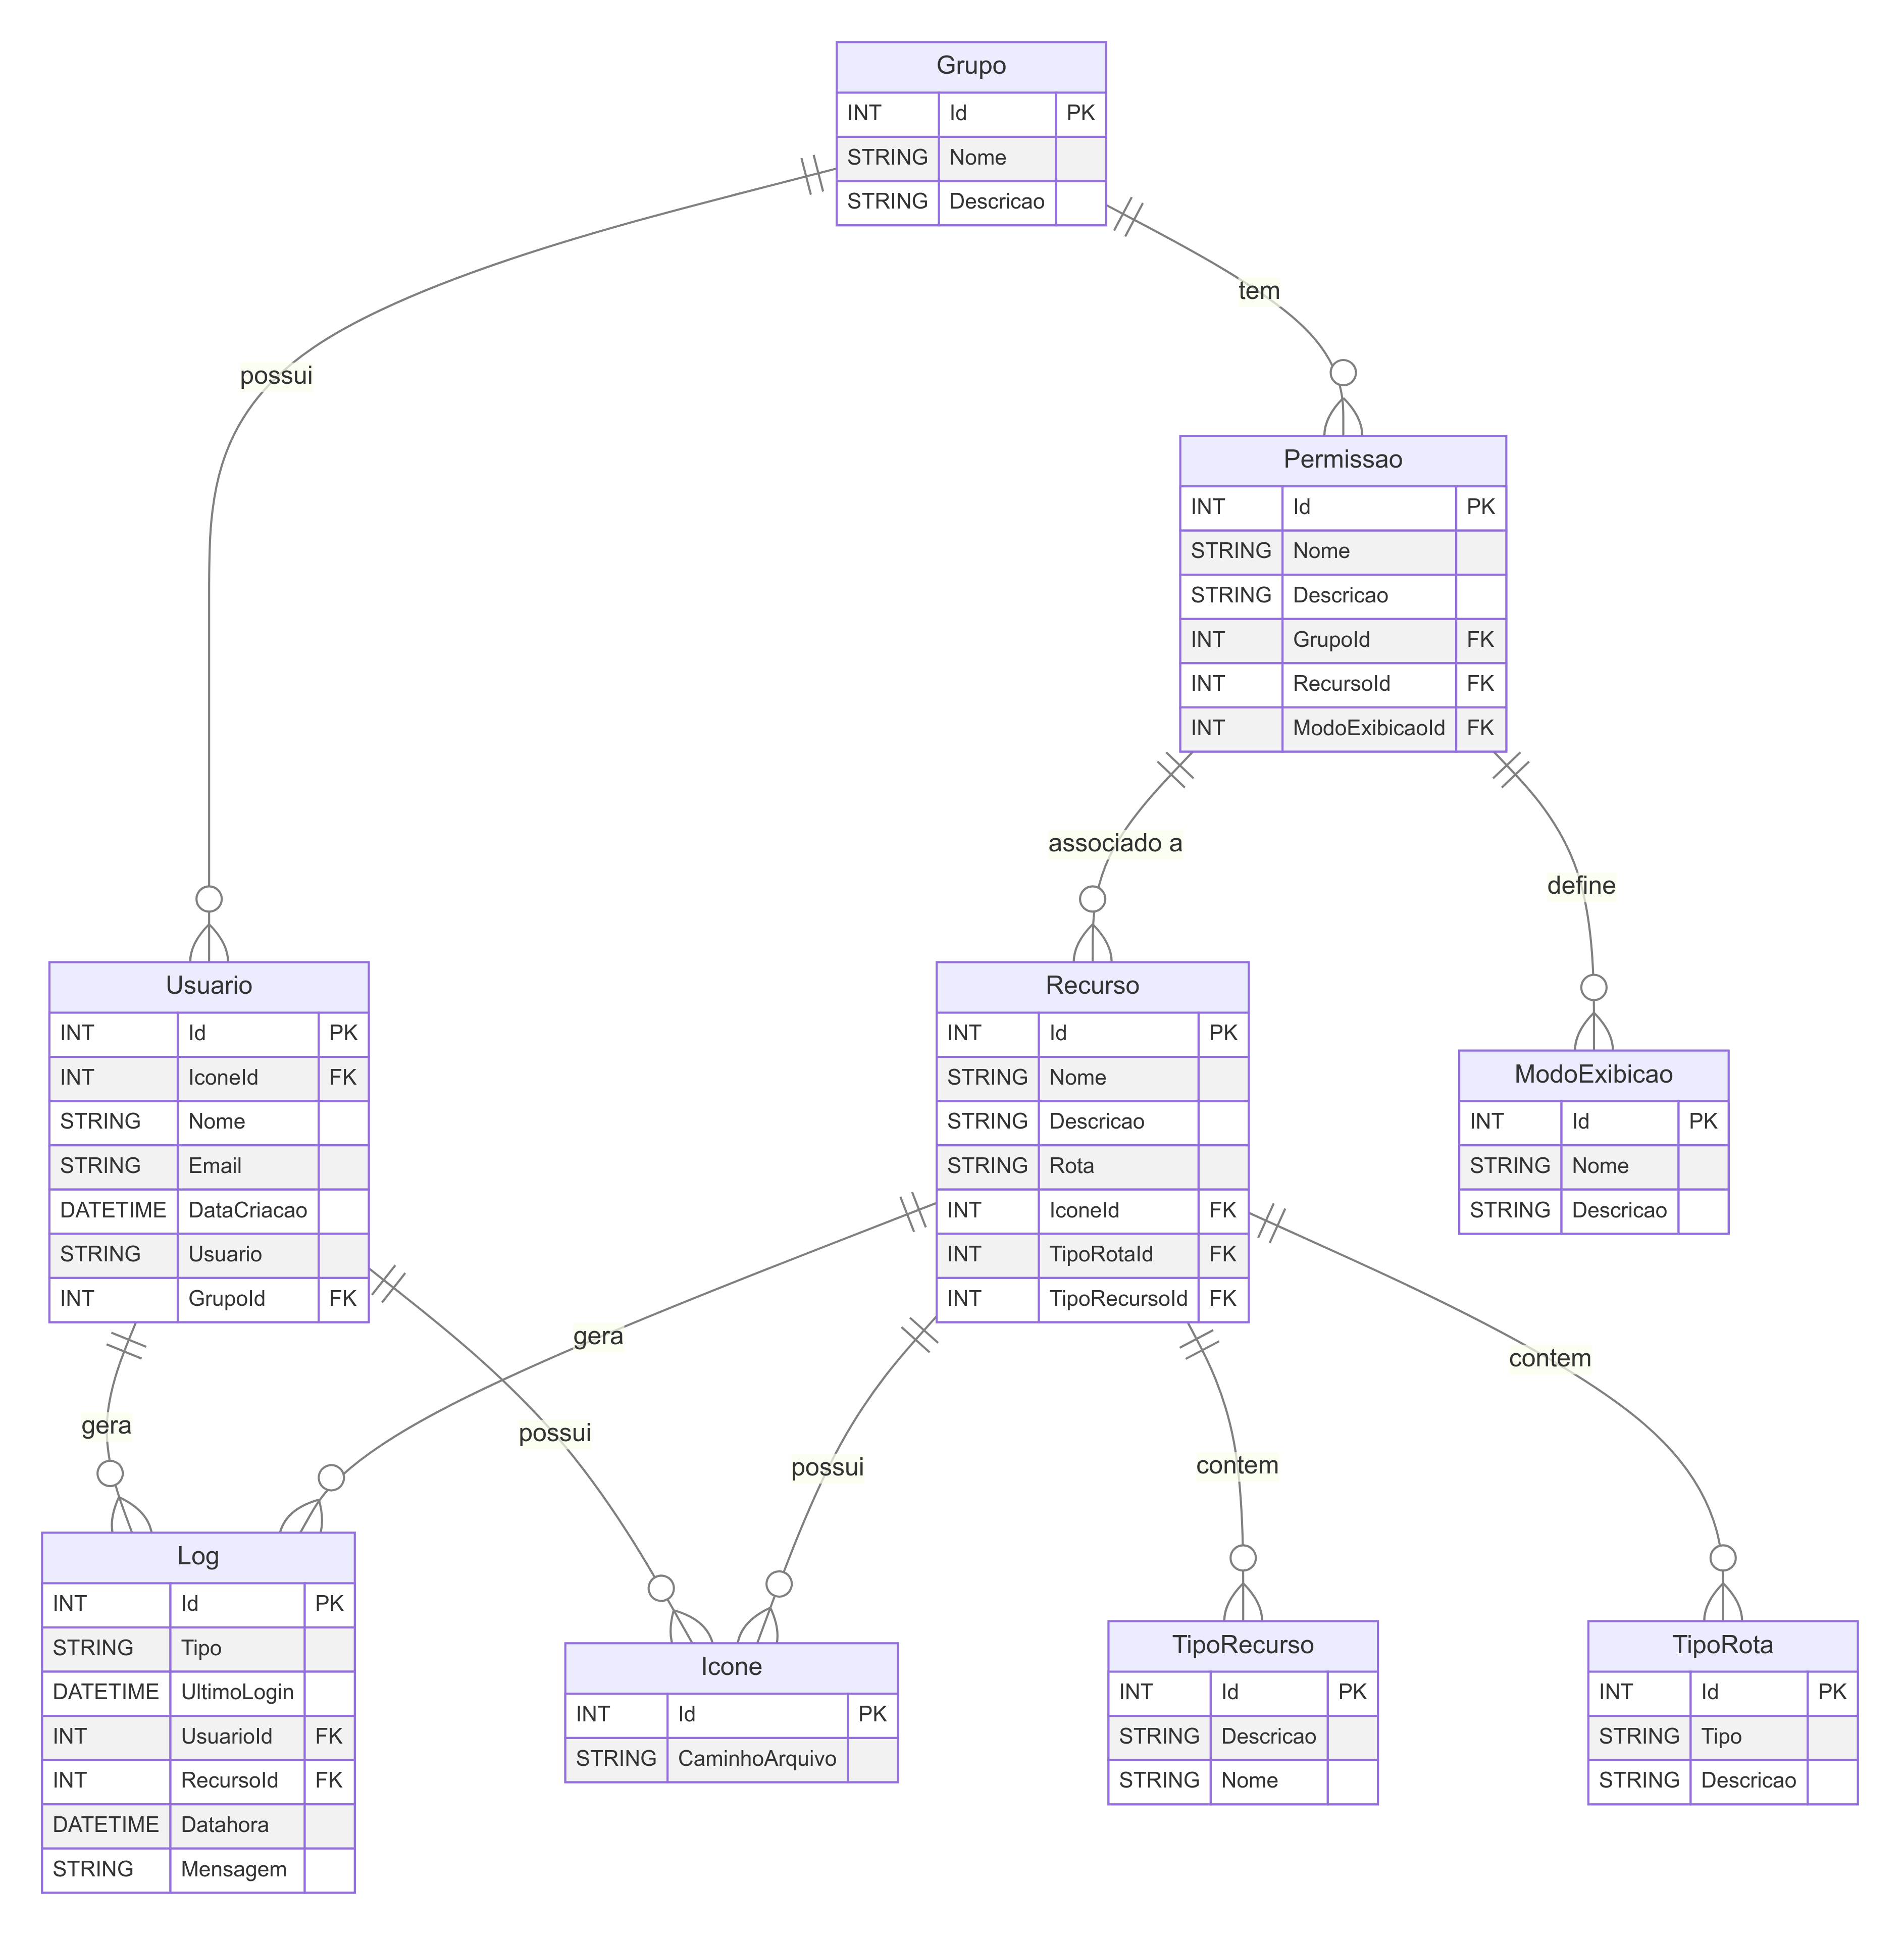 Grupo
INT Id PK
STRING Nome
STRING Descricao
possui
tem
Permissao
INT Id PK
STRING Nome
STRING Descricao
INT GrupoId FK
INT RecursoId FK
INT ModoExibicaoId FK
associado a
define
Usuario
INT Id PK
INT IconeId FK
STRING Nome
STRING Email
DATETIME DataCriacao
STRING Usuario
INT GrupoId FK
Recurso
INT Id PK
STRING Nome
STRING Descricao
STRING Rota
INT IconeId FK
INT TipoRotaId FK
INT TipoRecursoId FK
ModoExibicao
INT Id PK
STRING Nome
STRING Descricao
gera
gera
possui
possui
contem
contem
Log
INT Id PK
STRING Tipo
DATETIME UltimoLogin
INT UsuarioId FK
INT RecursoId FK
DATETIME Datahora
STRING Mensagem
Icone
INT Id PK
STRING CaminhoArquivo
TipoRecurso
INT Id PK
STRING Descricao
STRING Nome
TipoRota
INT Id PK
STRING Tipo
STRING Descricao